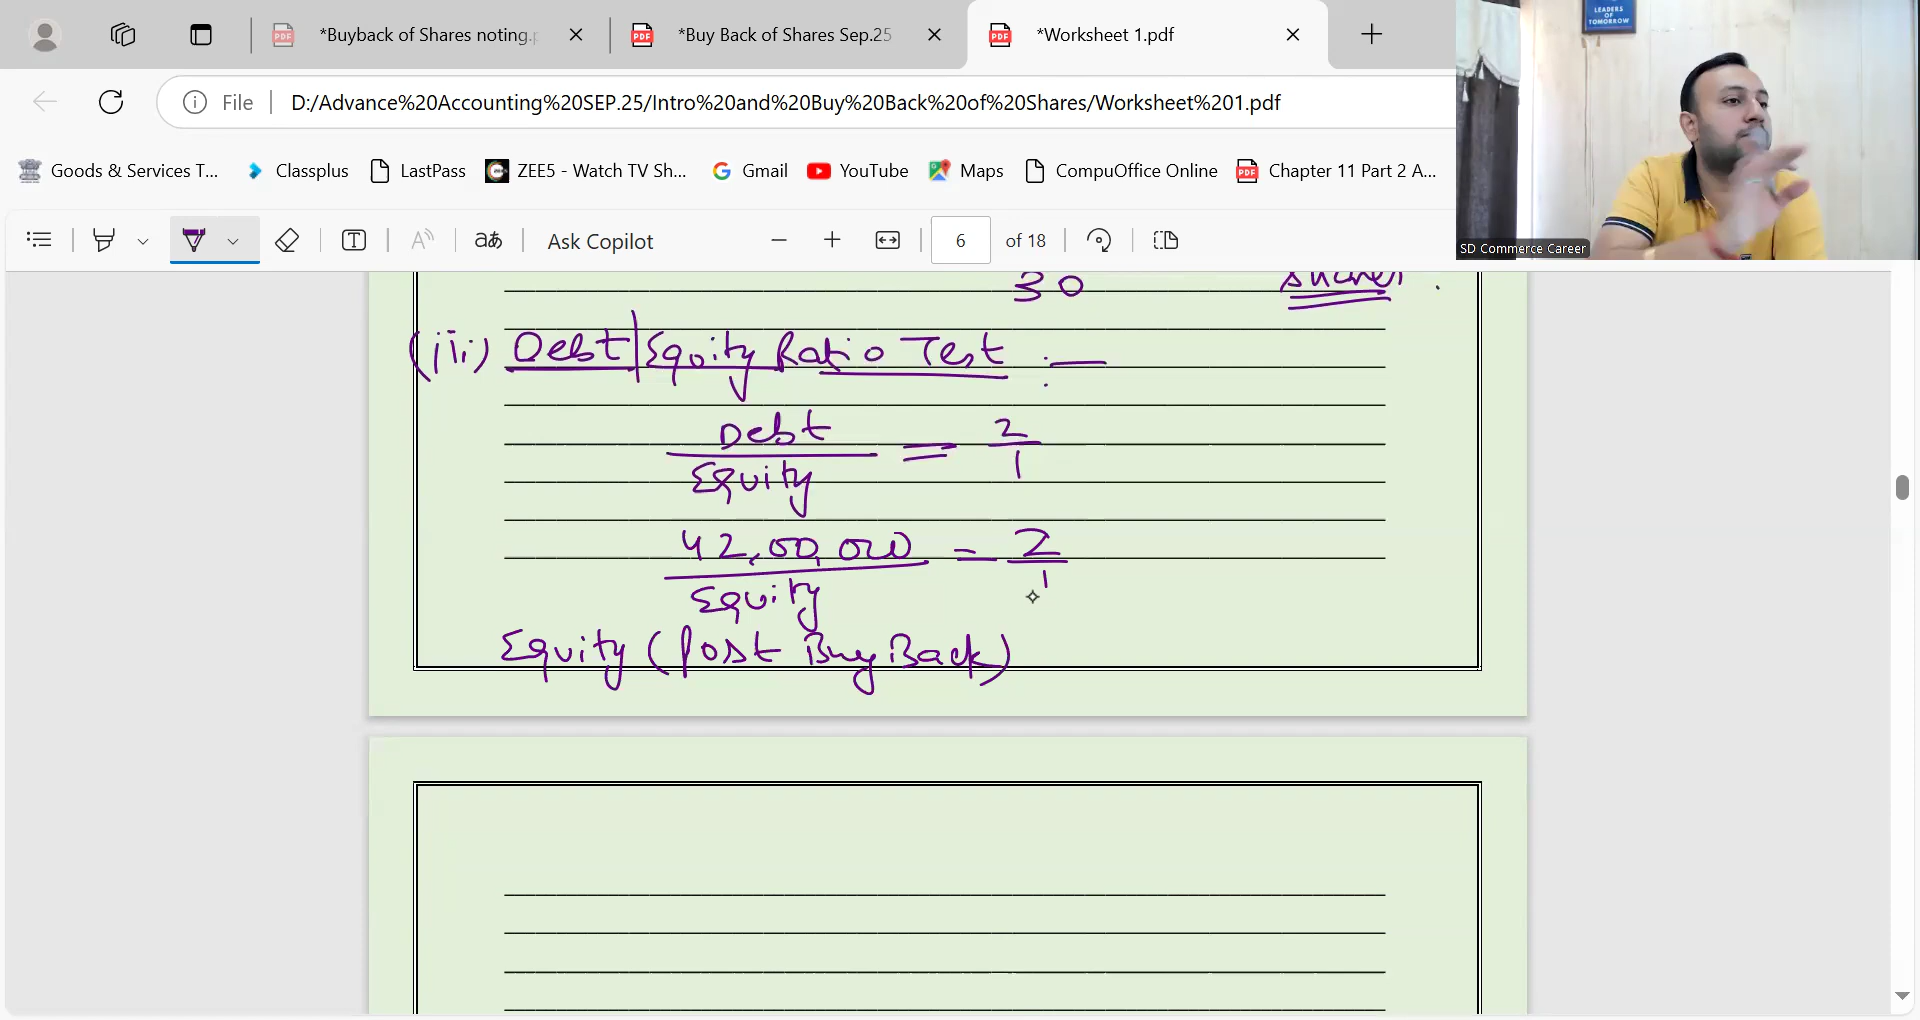 *Buyback of Shares noting.p
*Buy Back of Shares Sep.25
*Worksheet 1.pdf
LEADERS
OF
TOMORROW
File
D:/Advance%20Accounting%20SEP.25/Intro%20and%20Buy%20Back%20of%20Shares/Worksheet%201.pdf
Goods & Services T...
Classplus
LastPass
ZEE5 - Watch TV Sh...
Gmail
YouTube
Maps
CompuOffice Online
Chapter 11 Part 2 A...
Ask Copilot
6
of 18
SD Commerce Career
30
(iii) Debt|Equity Ratio Test :—
Debt
Equity
= 2
1
42,00,000
Equity
= 2
1
Equity (Post Buy Back)